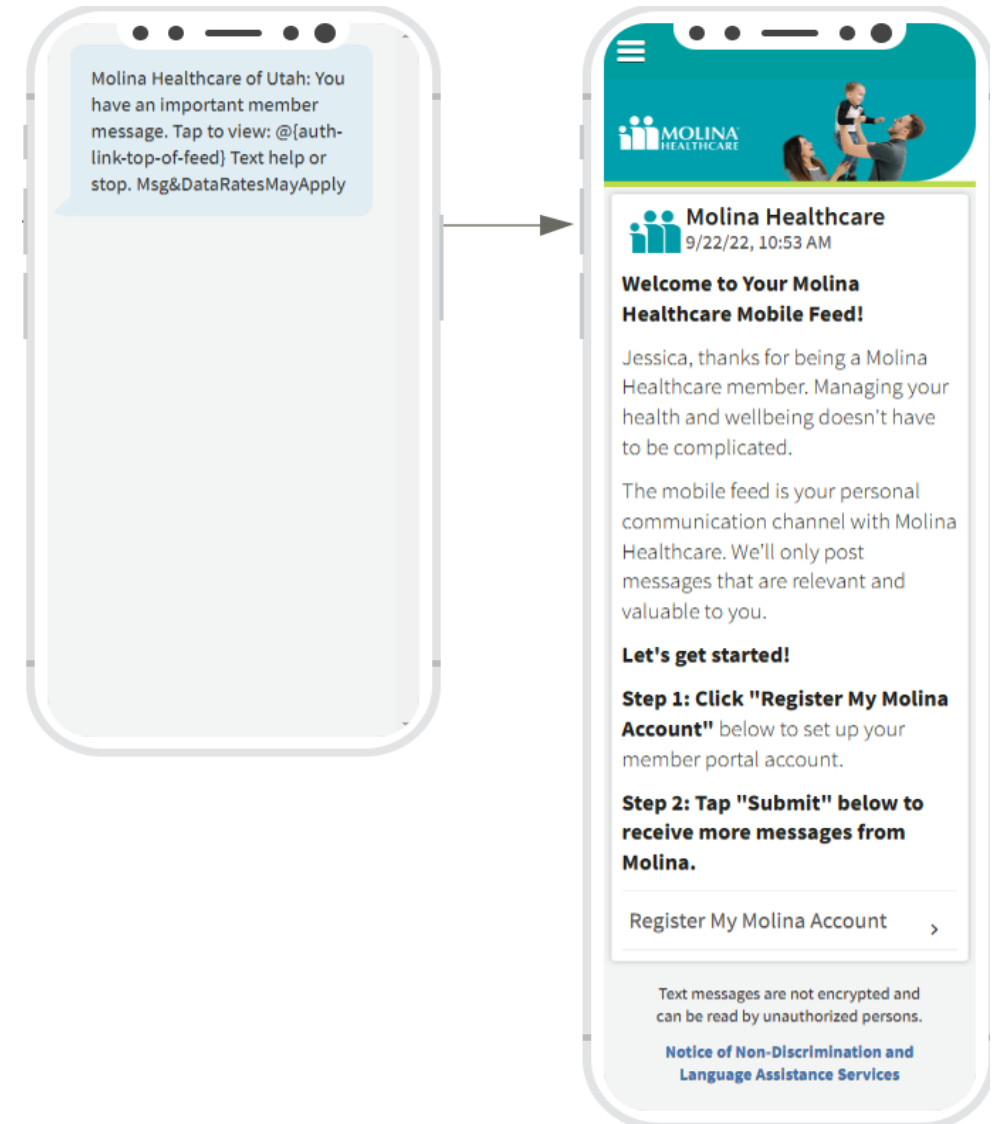 Molina Healthcare of Utah: You
have an important member
message. Tap to view: @{auth-
link-top-of-feed} Text help or
stop. Msg&DataRatesMayApply
MOLINA
HEALTHCARE
Molina Healthcare
9/22/22, 10:53 AM
Welcome to Your Molina
Healthcare Mobile Feed!
Jessica, thanks for being a Molina
Healthcare member. Managing your
health and wellbeing doesn't have
to be complicated.
The mobile feed is your personal
communication channel with Molina
Healthcare. We'll only post
messages that are relevant and
valuable to you.
Let's get started!
Step 1: Click "Register My Molina
Account" below to set up your
member portal account.
Step 2: Tap "Submit" below to
receive more messages from
Molina.
Register My Molina Account
Text messages are not encrypted and
can be read by unauthorized persons.
Notice of Non-Discrimination and
Language Assistance Services